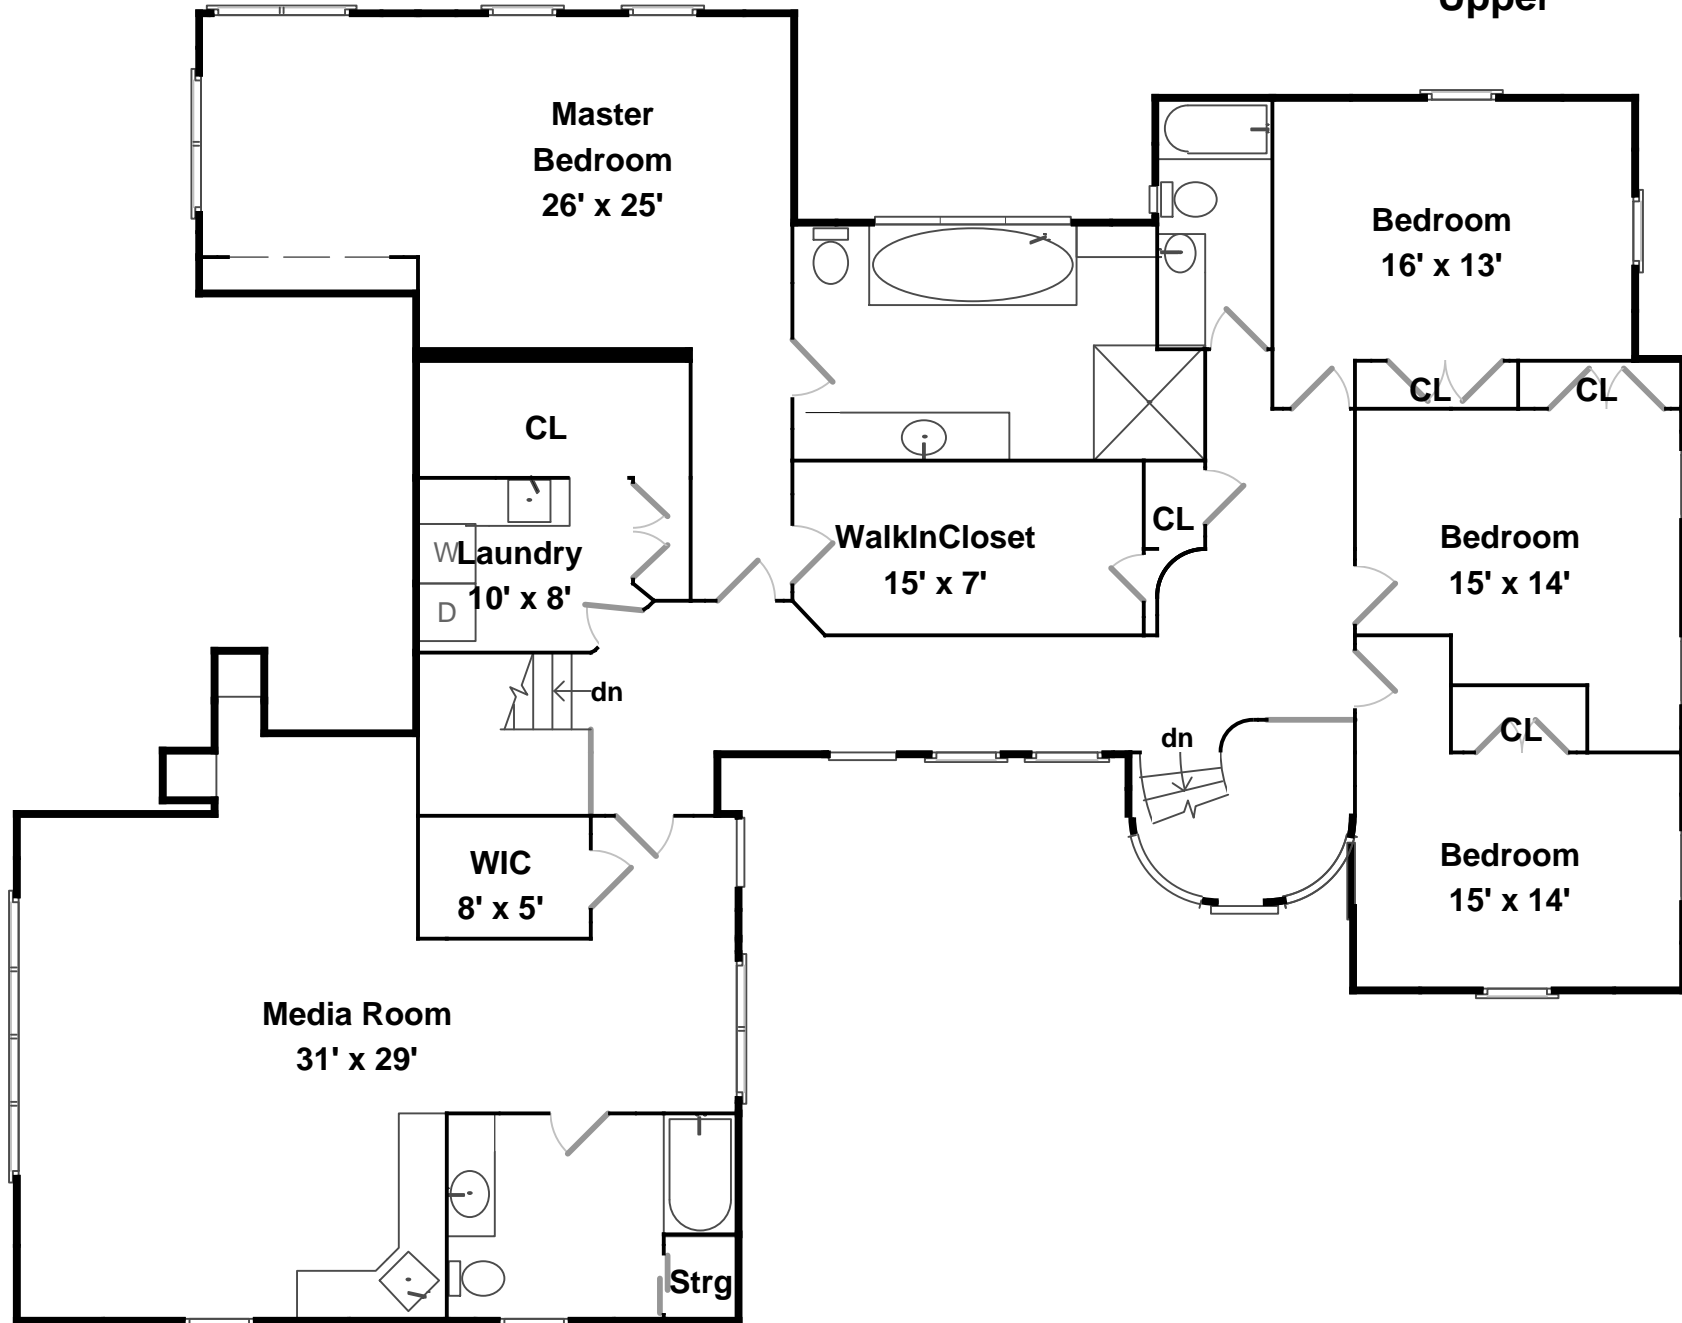 Upper
Master
Bedroom
26' x 25'
Bedroom
16' x 13'
CL
CL
CL
WalkInCloset
15' x 7'
CL
Bedroom
15' x 14'
W
Laundry
10' x 8'
D
dn
dn
CL
WIC
8' x 5'
Bedroom
15' x 14'
Media Room
31' x 29'
Strg